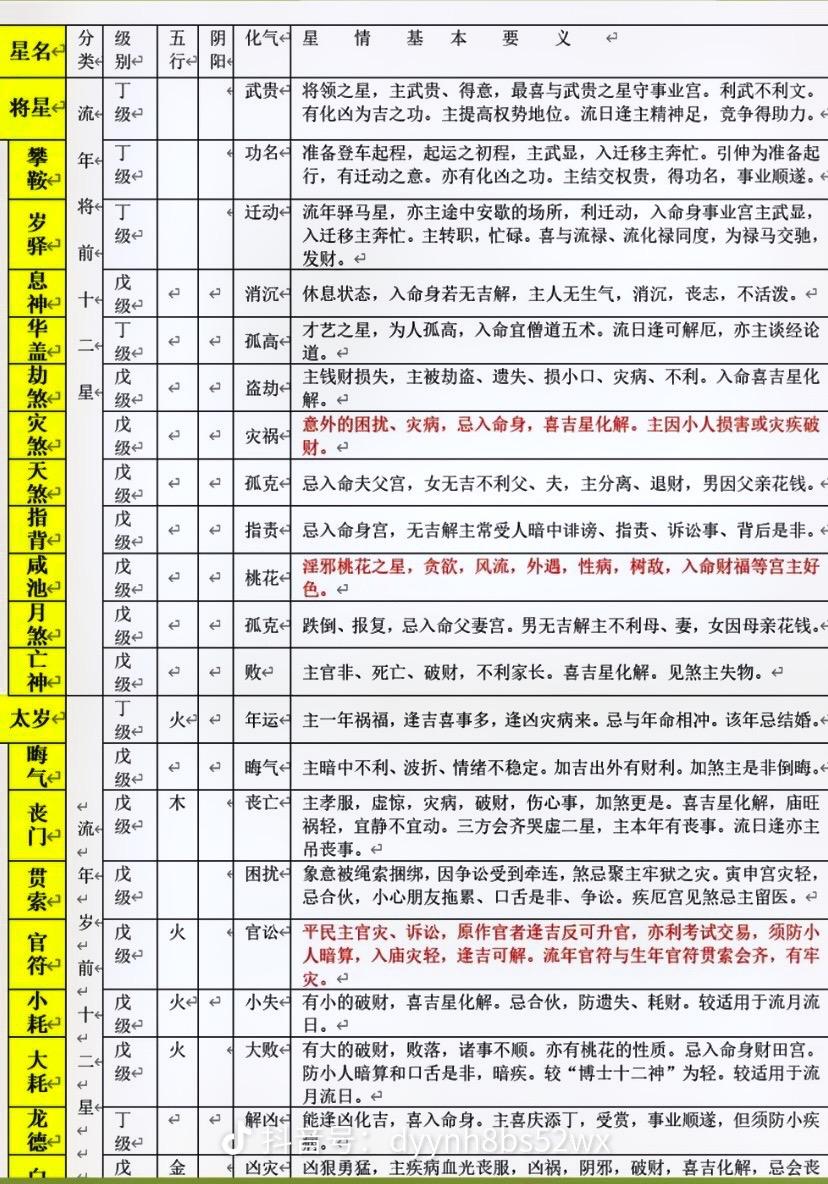 星名 分类 级别 五行 阴阳 化气 星情基本要义
将星 丁级 武贵 将领之星，主武贵、得意，最喜与武贵之星守事业宫。利武不利文。
有化凶为吉之功。主提高权势地位。流日逢主精神足，竞争得助力。
流年将前十二星
攀鞍 丁级 功名 准备登车起程，起运之初程，主武显，入迁移主奔忙。引伸为准备起
行，有迁动之意。亦有化凶之功。主结交权贵，得功名，事业顺遂。
岁驿 丁级 迁动 流年驿马星，亦主途中安歇的场所，利迁动，入命身事业宫主武显，
入迁移主奔忙。主转职，忙碌。喜与流禄、流化禄同度，为禄马交驰，
发财。
息神 戊级 消沉 休息状态，入命身若无吉解，主人无生气，消沉，丧志，不活泼。
华盖 丁级 孤高 才艺之星，为人孤高，入命宜僧道五术。流日逢可解厄，亦主谈经论
道。
劫煞 戊级 盗劫 主钱财损失，主被劫盗、遗失、损小口、灾病、不利。入命喜吉星化
解。
灾煞 戊级 灾祸 意外的困扰、灾病，忌入命身，喜吉星化解。主因小人损害或灾疾破
财。
天煞 戊级 孤克 忌入命夫父宫，女无吉不利父、夫，主分离、退财，男因父亲花钱。
指背 戊级 指责 忌入命身宫，无吉解主常受人暗中诽谤、指责、诉讼事、背后是非。
咸池 戊级 桃花 淫邪桃花之星，贪欲，风流，外遇，性病，树敌，入命财福等宫主好
色。
月煞 戊级 孤克 跌倒、报复，忌入命父妻宫。男无吉解主不利母、妻，女因母亲花钱。
亡神 戊级 败 主官非、死亡、破财，不利家长。喜吉星化解。见煞主失物。
太岁 丁级 火 年运 主一年祸福，逢吉喜事多，逢凶灾病来。忌与年命相冲。该年忌结婚。
流年岁前十二星
晦气 戊级 晦气 主暗中不利、波折、情绪不稳定。加吉出外有财利。加煞主是非倒晦。
丧门 戊级 木 丧亡 主孝服，虚惊，灾病，破财，伤心事，加煞更是。喜吉星化解，庙旺
祸轻，宜静不宜动。三方会齐哭虚二星，主本年有丧事。流日逢亦主
吊丧事。
贯索 戊级 困扰 象意被绳索捆绑，因争讼受到牵连，煞忌聚主牢狱之灾。寅申宫灾轻，
忌合伙，小心朋友拖累、口舌是非、争讼。疾厄宫见煞忌主留医。
官符 戊级 火 官讼 平民主官灾、诉讼，原作官者逢吉反可升官，亦利考试交易，须防小
人暗算，入庙灾轻，逢吉可解。流年官符与生年官符贯索会齐，有牢
灾。
小耗 戊级 火 小失 有小的破财，喜吉星化解。忌合伙，防遗失、耗财。较适用于流月流
日。
大耗 戊级 火 大败 有大的破财，败落，诸事不顺。亦有桃花的性质。忌入命身财田宫。
防小人暗算和口舌是非，暗疾。较“博士十二神”为轻。较适用于流
月流日。
龙德 丁级 解凶 能逢凶化吉，喜入命身。主喜庆添丁，受赏，事业顺遂，但须防小疾
抖音号：dyynh8bs52wx
白 戊 金 凶灾 凶狠勇猛，主疾病血光丧服，凶祸，阴邪，破财，喜吉化解，忌会丧